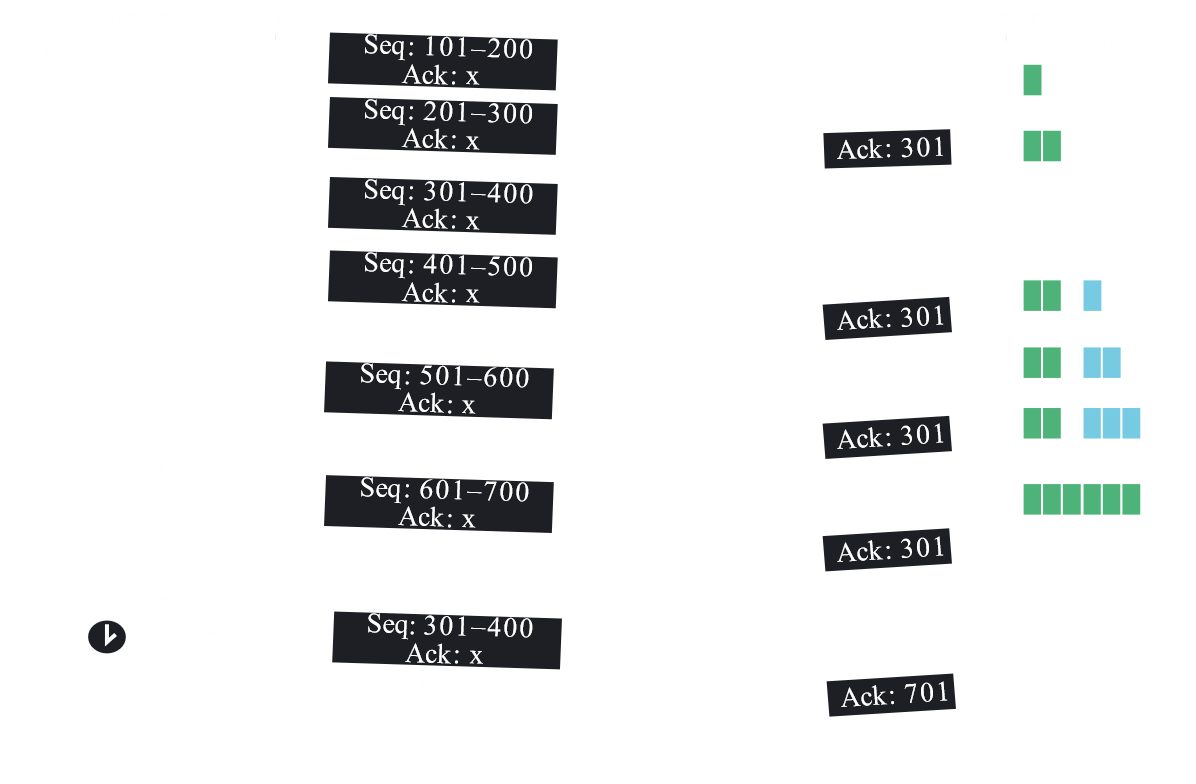 Seq: 101–200
Ack: x
Seq: 201–300
Ack: x
Ack: 301
Seq: 301–400
Ack: x
Seq: 401–500
Ack: x
Ack: 301
Seq: 501–600
Ack: x
Ack: 301
Seq: 601–700
Ack: x
Ack: 301
Seq: 301–400
Ack: x
Ack: 701